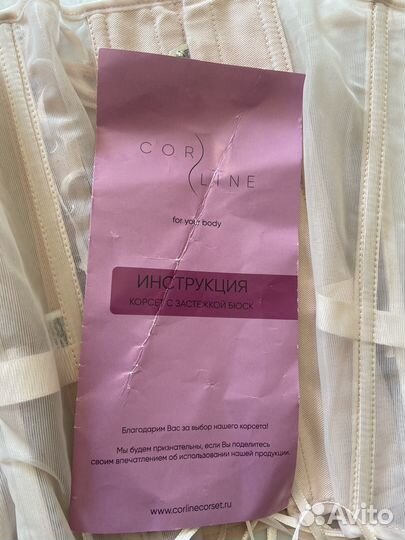 COR
LINE
for your body
ИНСТРУКЦИЯ
КОРСЕТ С ЗАСТЕЖКОЙ БЮСК
Благодарим Вас за выбор нашего корсета!
Мы будем признательны, если Вы поделитесь
своим впечатлением об использовании нашей продукции.
www.corlinecorset.ru
Avito